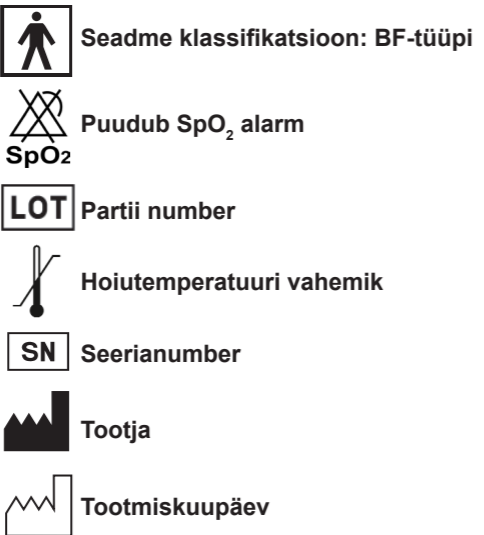 Seadme klassifikatsioon: BF-tüüpi
Puudub SpO₂ alarm
SpO2
LOT Partii number
Hoiutemperatuuri vahemik
SN Seerianumber
Tootja
Tootmiskuupäev